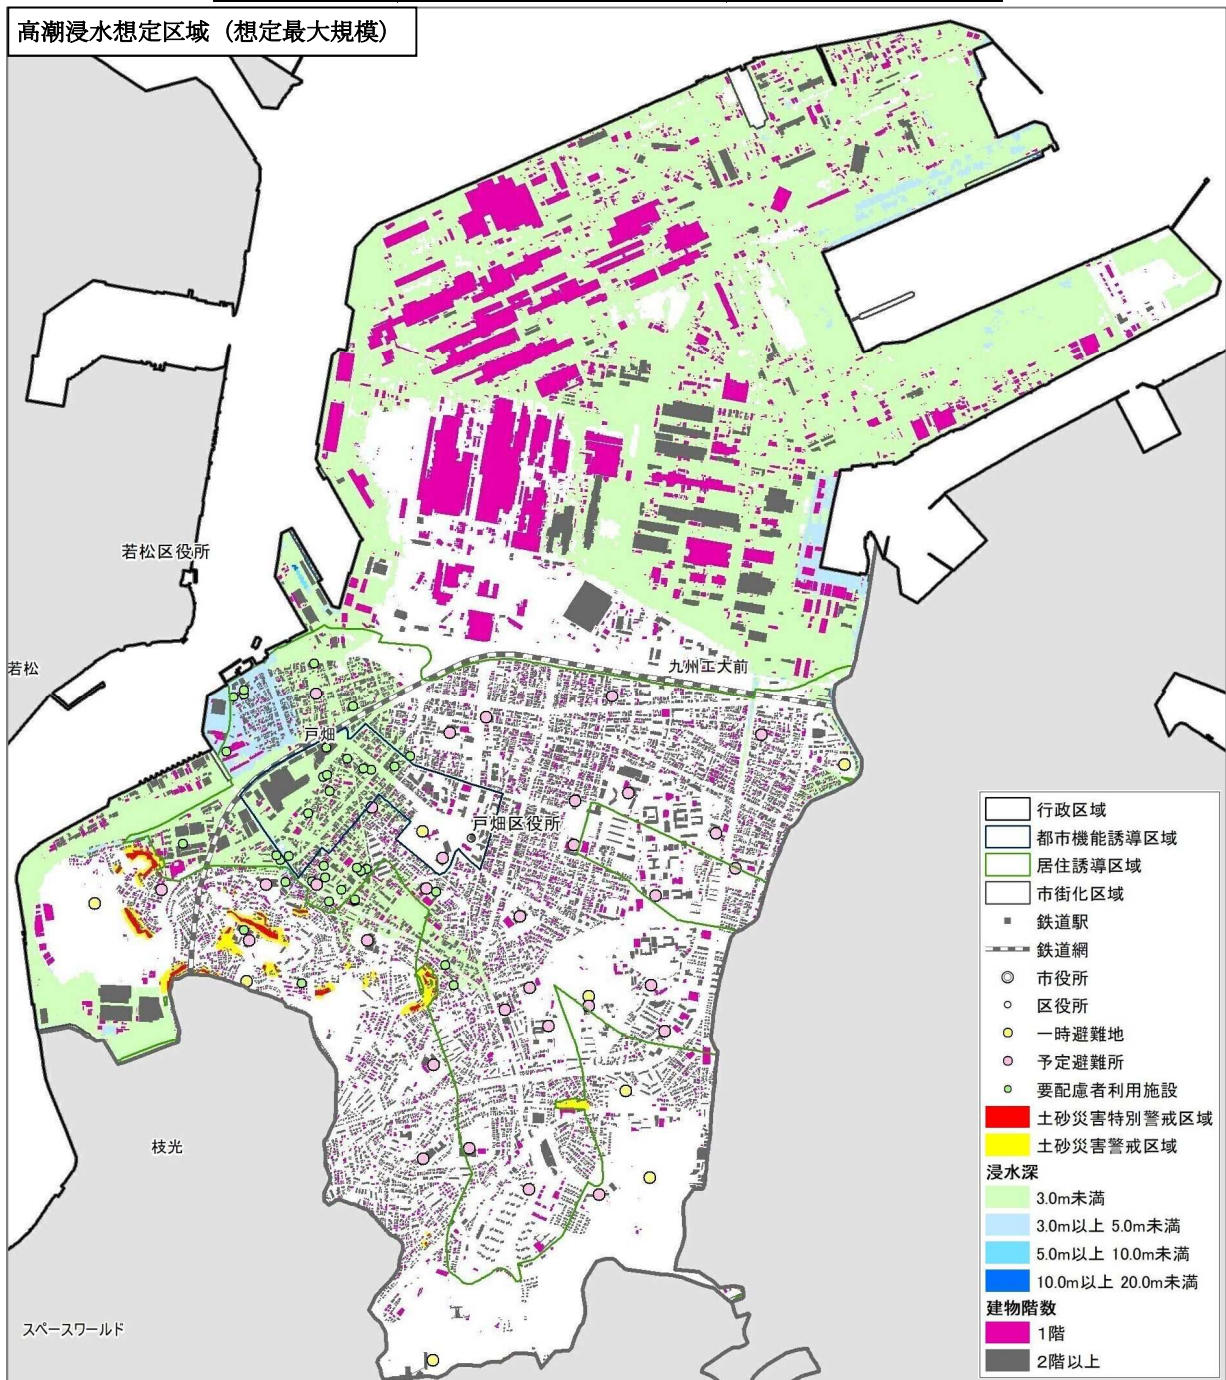 高潮浸水想定区域（想定最大規模）
若松区役所
若松
九州工大前
戸畑
戸畑区役所
枝光
スペースワールド
行政区域
都市機能誘導区域
居住誘導区域
市街化区域
鉄道駅
鉄道網
市役所
区役所
一時避難地
予定避難所
要配慮者利用施設
土砂災害特別警戒区域
土砂災害警戒区域
浸水深
3.0m未満
3.0m以上 5.0m未満
5.0m以上 10.0m未満
10.0m以上 20.0m未満
建物階数
1階
2階以上